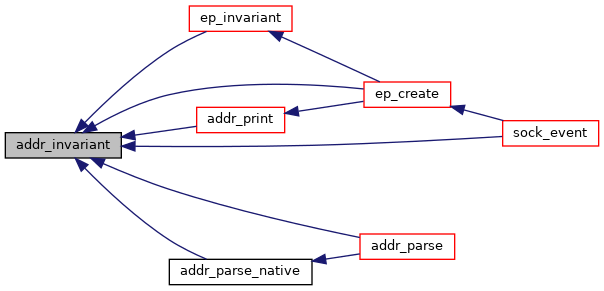 ep_invariant
ep_create
addr_print
sock_event
addr_invariant
addr_parse
addr_parse_native